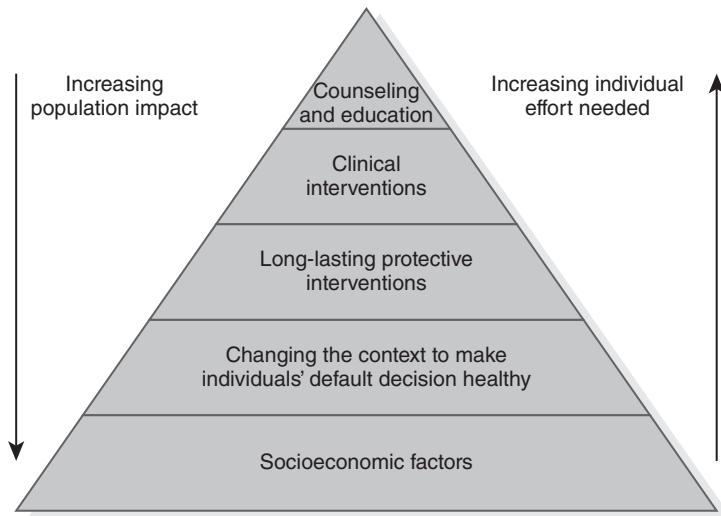 Increasing
population impact
Increasing individual
effort needed
Counseling
and education
Clinical
interventions
Long-lasting protective
interventions
Changing the context to make
individuals’ default decision healthy
Socioeconomic factors